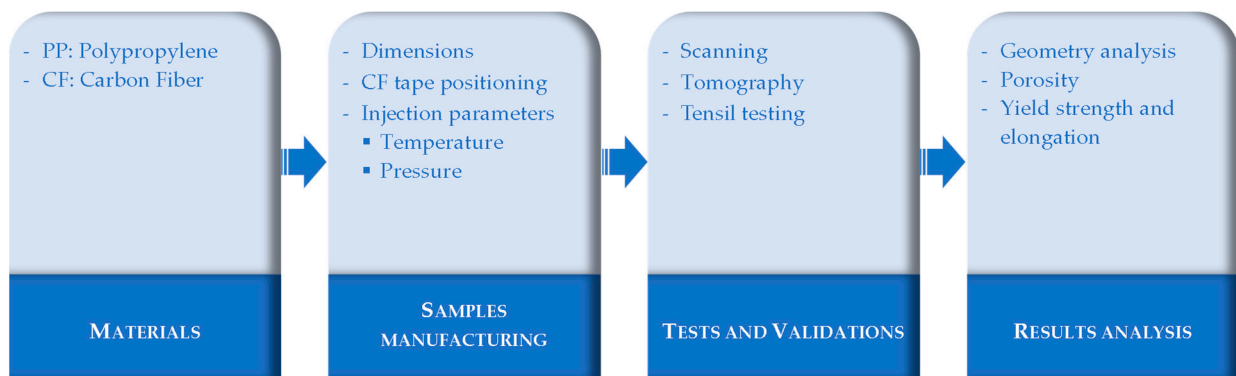 - PP: Polypropylene
- CF: Carbon Fiber
MATERIALS
- Dimensions
- CF tape positioning
- Injection parameters
▪ Temperature
▪ Pressure
SAMPLES
MANUFACTURING
- Scanning
- Tomography
- Tensil testing
TESTS AND VALIDATIONS
- Geometry analysis
- Porosity
- Yield strength and
elongation
RESULTS ANALYSIS